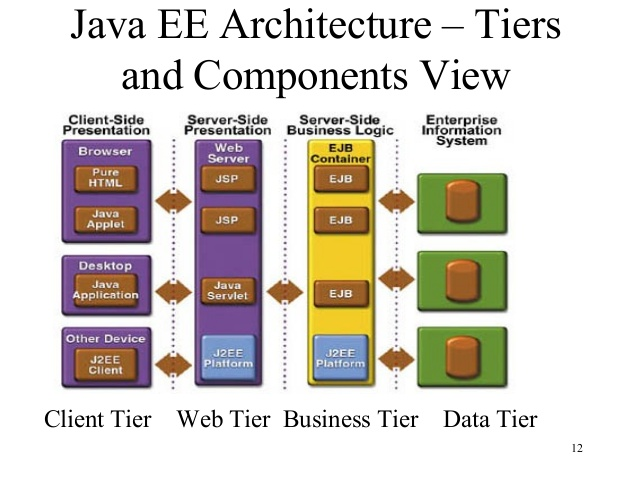 Java EE Architecture – Tiers
and Components View
Client-Side
Presentation
Server-Side
Presentation
Server-Side
Business Logic
Enterprise
Information
System
Browser
Pure
HTML
Java
Applet
Desktop
Java
Application
Other Device
J2EE
Client
Web
Server
JSP
JSP
Java
Servlet
J2EE
Platform
EJB
Container
EJB
EJB
EJB
J2EE
Platform
Client Tier
Web Tier
Business Tier
Data Tier
12